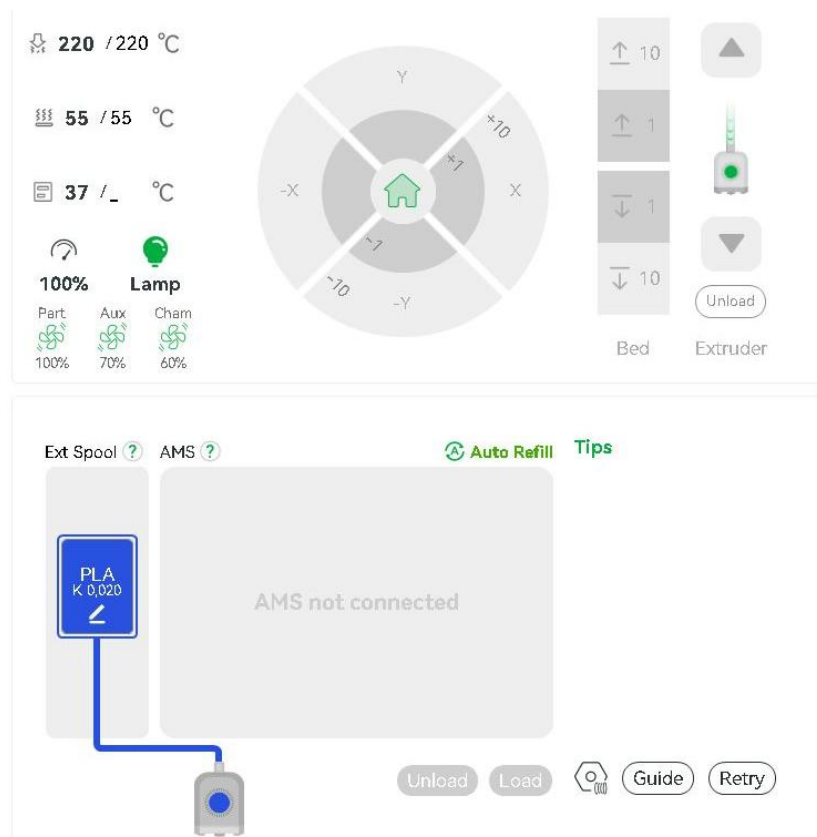 220 /220 °C
55 /55 °C
37 /_ °C
100% Lamp
Part Aux Cham
100% 70% 60%
Y
-X
X
-Y
+10
+1
-1
-10
↑ 10
↑ 1
↓ 1
↓ 10
Bed
Unload
Extruder
Ext Spool ? AMS ? A Auto Refill
PLA
K 0,020
AMS not connected
Unload Load
Tips
Guide Retry